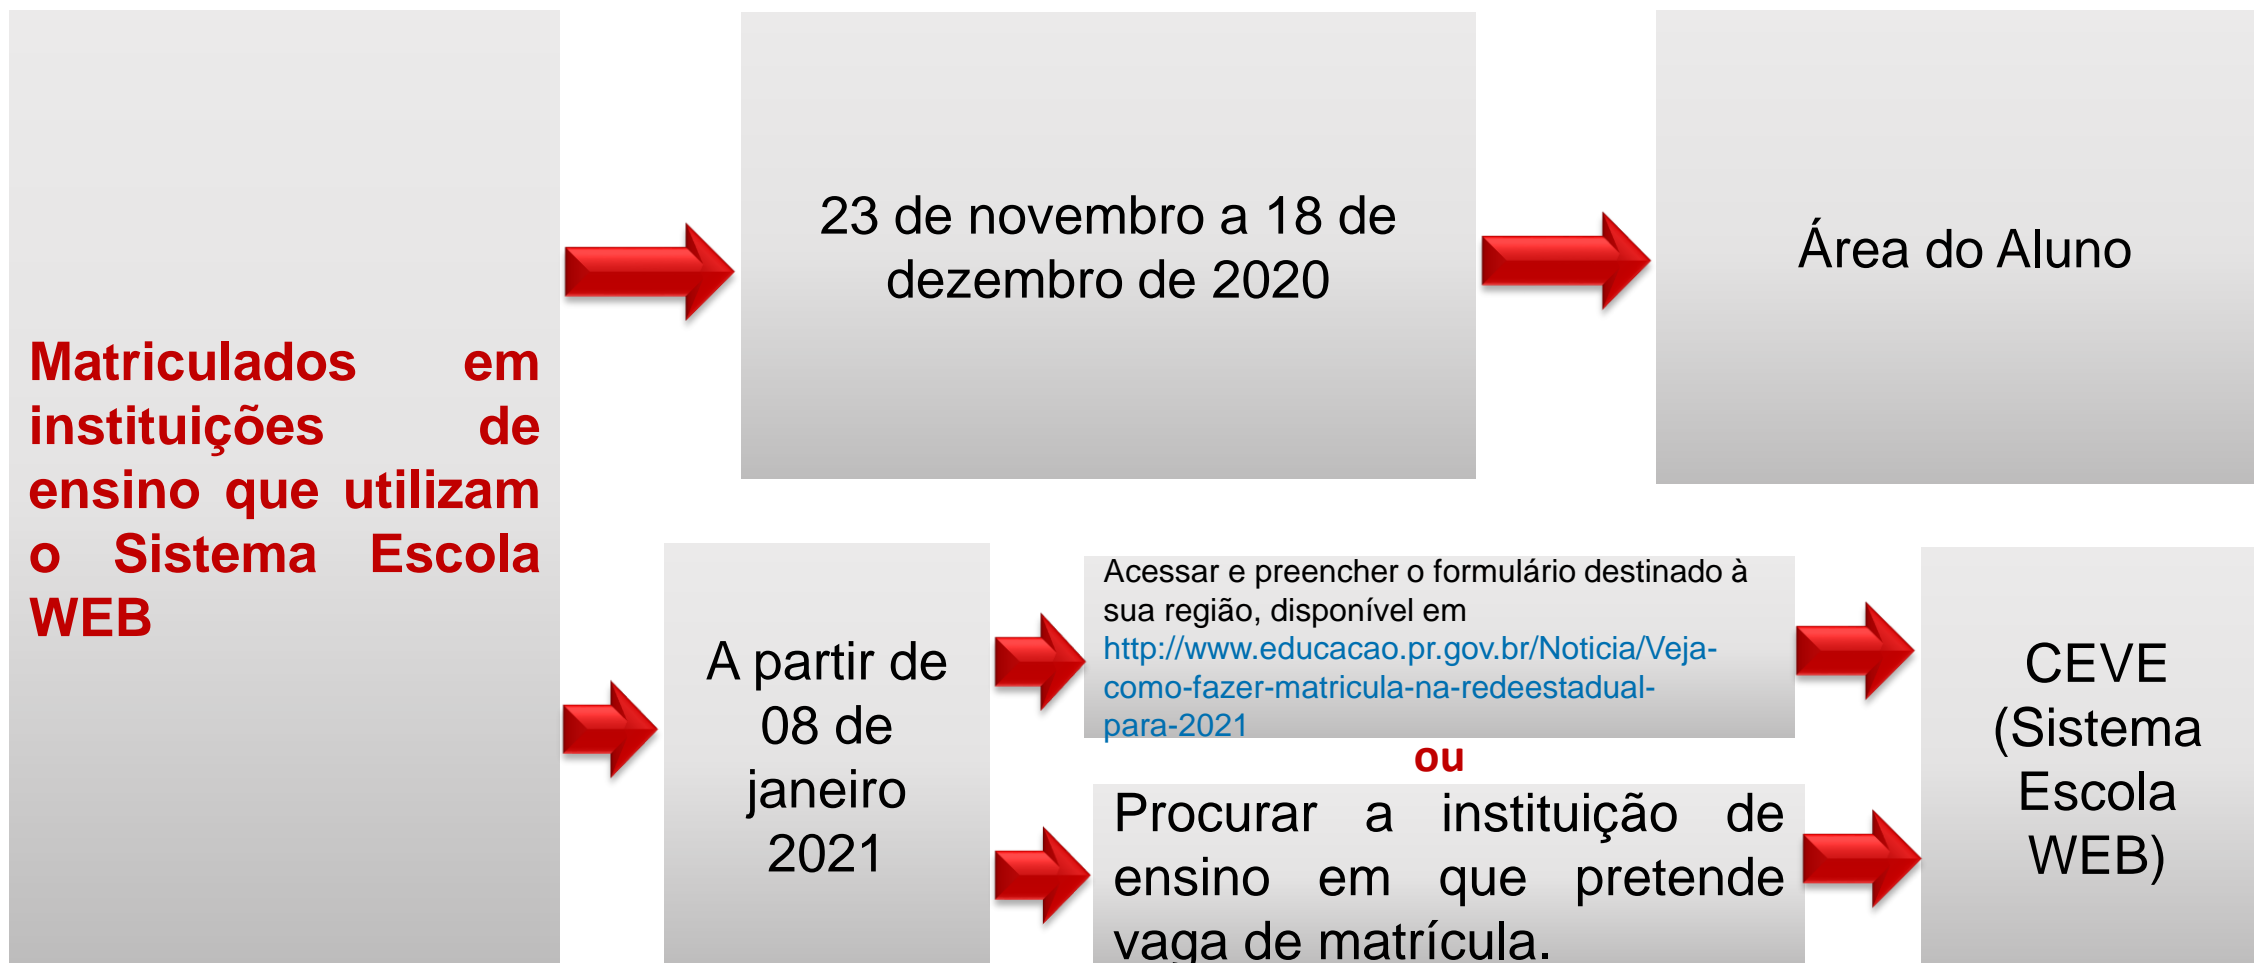 Matriculados em
instituições de
ensino que utilizam
o Sistema Escola
WEB
23 de novembro a 18 de
dezembro de 2020
Área do Aluno
A partir de
08 de
janeiro
2021
Acessar e preencher o formulário destinado à
sua região, disponível em
http://www.educacao.pr.gov.br/Noticia/Veja-
como-fazer-matricula-na-redeestadual-
para-2021
ou
Procurar a instituição de
ensino em que pretende
vaga de matrícula.
CEVE
(Sistema
Escola
WEB)